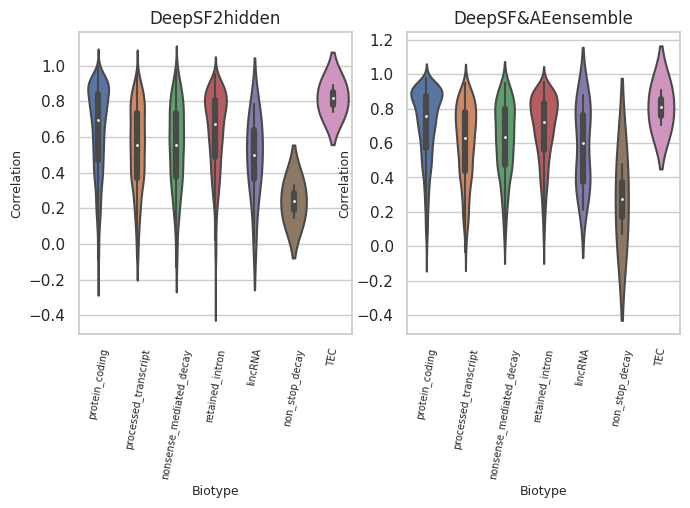 DeepSF2hidden
DeepSF&AEensemble
Correlation
1.0
0.8
0.6
0.4
0.2
0.0
−0.2
−0.4
protein_coding
processed_transcript
nonsense_mediated_decay
retained_intron
lincRNA
non_stop_decay
TEC
Biotype
Correlation
1.2
1.0
0.8
0.6
0.4
0.2
0.0
−0.2
−0.4
protein_coding
processed_transcript
nonsense_mediated_decay
retained_intron
lincRNA
non_stop_decay
TEC
Biotype